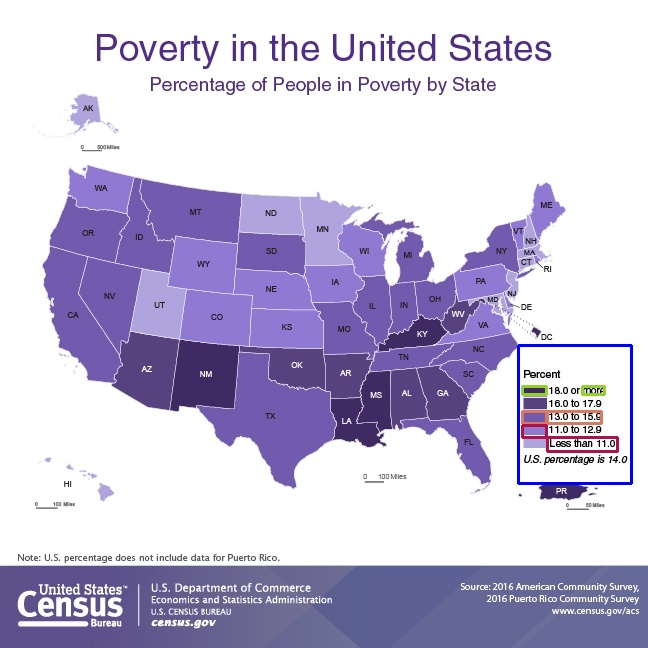 Poverty in the United States
Percentage of People in Poverty by State
AK
0 500 Miles
WA
MT
ND
MN
ME
OR
ID
SD
WI
MI
VT
NH
NY
MA
CT
RI
WY
IA
NE
PA
NJ
NV
UT
CO
IL
IN
OH
MD
DE
CA
KS
MO
KY
WV
VA
DC
AZ
NM
OK
AR
TN
NC
SC
MS
AL
GA
TX
LA
FL
HI
0 100 Miles
0 100 Miles
Percent
18.0 or more
16.0 to 17.9
13.0 to 15.9
11.0 to 12.9
Less than 11.0
U.S. percentage is 14.0
PR
0 50 Miles
Note: U.S. percentage does not include data for Puerto Rico.
United States™
Census
Bureau
U.S. Department of Commerce
Economics and Statistics Administration
U.S. CENSUS BUREAU
census.gov
Source: 2016 American Community Survey,
2016 Puerto Rico Community Survey
www.census.gov/acs